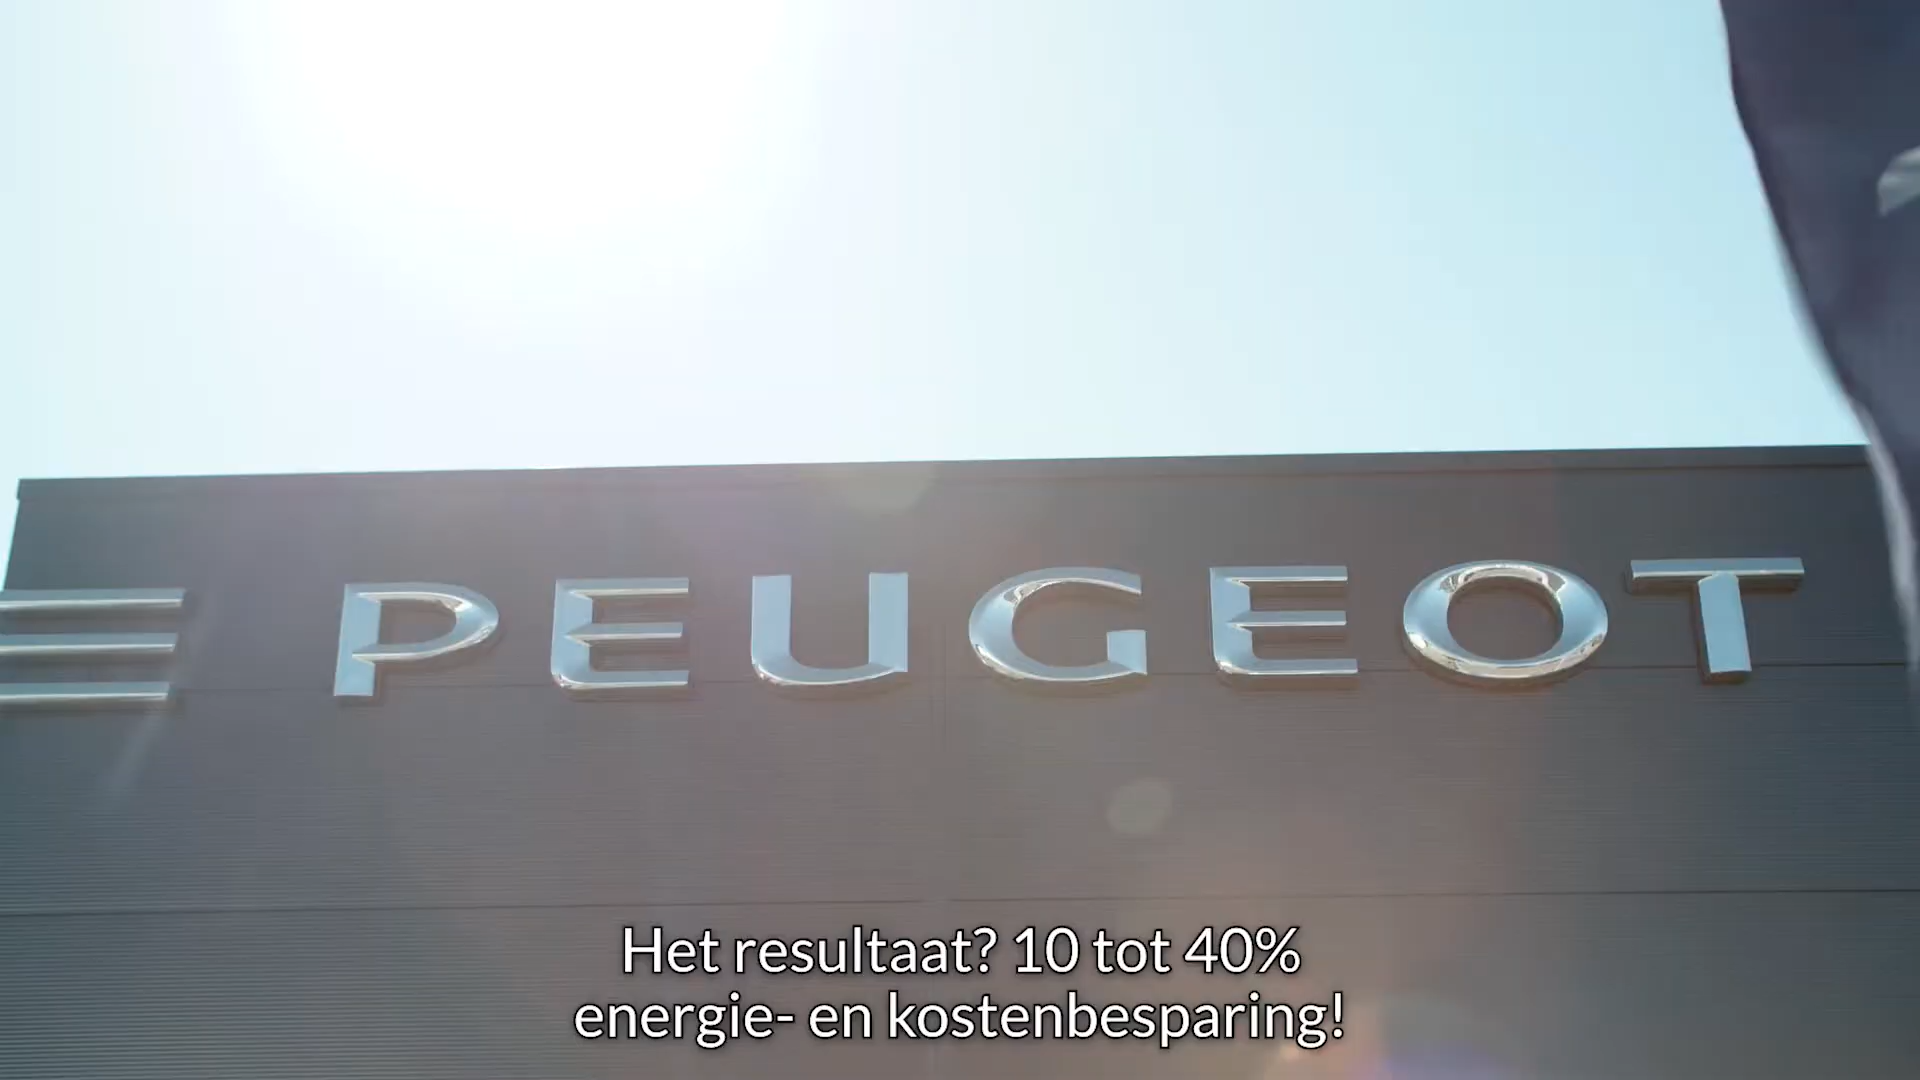 E PEUGEOT
Het resultaat? 10 tot 40%
energie- en kostenbesparing!